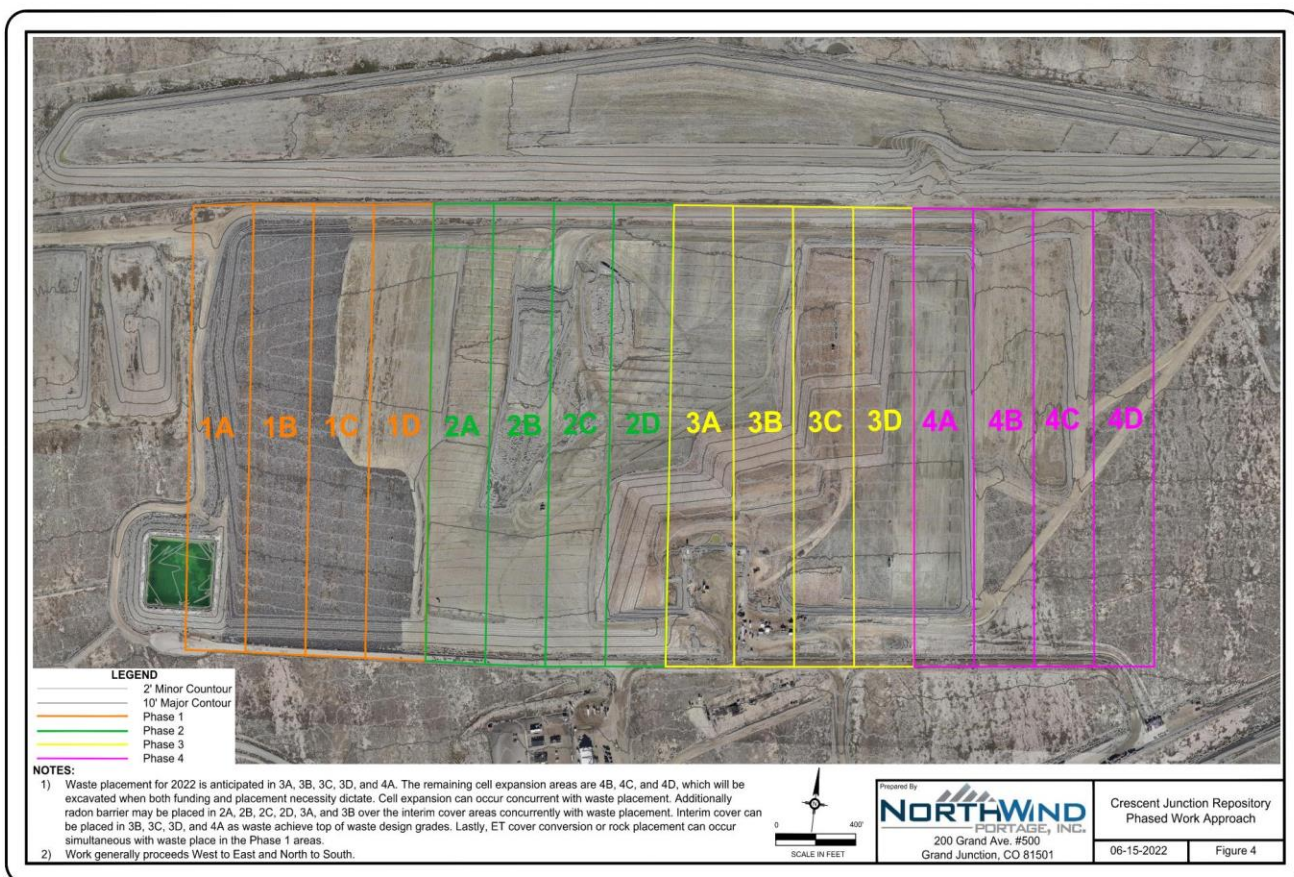 1A 1B 1C 1D 2A 2B 2C 2D 3A 3B 3C 3D 4A 4B 4C 4D
LEGEND
2' Minor Countour
10' Major Contour
Phase 1
Phase 2
Phase 3
Phase 4
NOTES:
1) Waste placement for 2022 is anticipated in 3A, 3B, 3C, 3D, and 4A. The remaining cell expansion areas are 4B, 4C, and 4D, which will be
excavated when both funding and placement necessity dictate. Cell expansion can occur concurrent with waste placement. Additionally
radon barrier may be placed in 2A, 2B, 2C, 2D, 3A, and 3B over the interim cover areas concurrently with waste placement. Interim cover can
be placed in 3B, 3C, 3D, and 4A as waste achieve top of waste design grades. Lastly, ET cover conversion or rock placement can occur
simultaneous with waste place in the Phase 1 areas.
2) Work generally proceeds West to East and North to South.
0 400'
SCALE IN FEET
Prepared By
NORTHWIND
PORTAGE, INC.
200 Grand Ave. #500
Grand Junction, CO 81501
Crescent Junction Repository
Phased Work Approach
06-15-2022 Figure 4